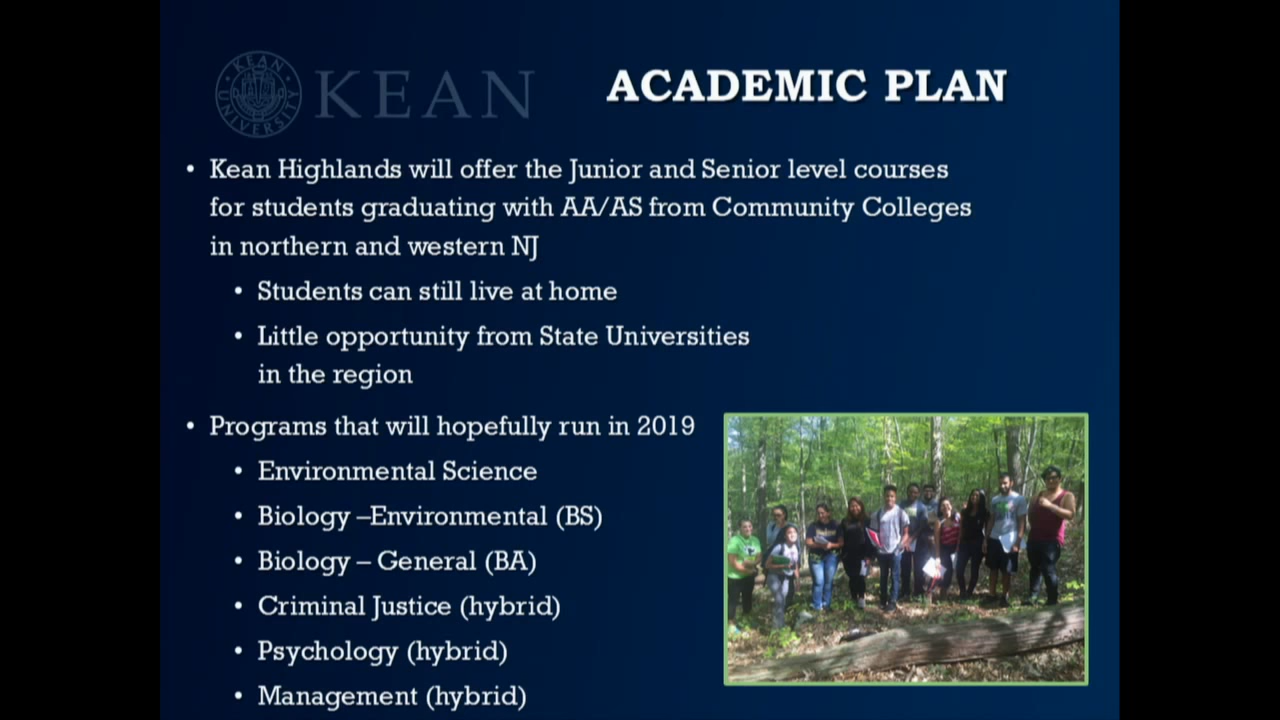 KEAN UNIVERSITY
KEAN
ACADEMIC PLAN
• Kean Highlands will offer the Junior and Senior level courses
for students graduating with AA/AS from Community Colleges
in northern and western NJ
• Students can still live at home
• Little opportunity from State Universities
in the region
• Programs that will hopefully run in 2019
• Environmental Science
• Biology –Environmental (BS)
• Biology – General (BA)
• Criminal Justice (hybrid)
• Psychology (hybrid)
• Management (hybrid)